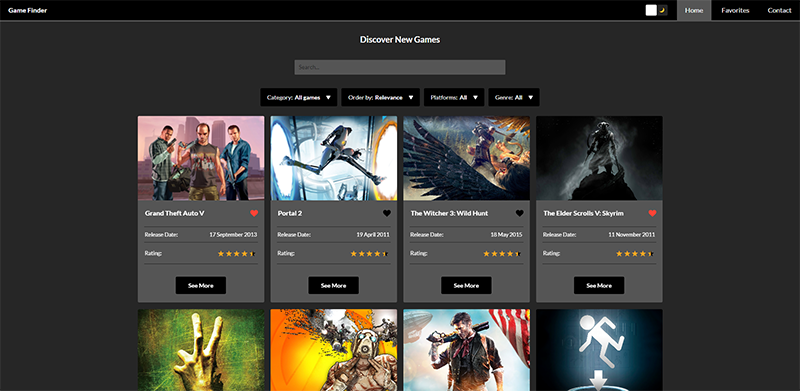 Game Finder
Home
Favorites
Contact
Discover New Games
Search...
Category: All games ▼
Order by: Relevance ▼
Platforms: All ▼
Genre: All ▼
Grand Theft Auto V
Release Date: 17 September 2013
Rating:
See More
Portal 2
Release Date: 19 April 2011
Rating:
See More
The Witcher 3: Wild Hunt
Release Date: 18 May 2015
Rating:
See More
The Elder Scrolls V: Skyrim
Release Date: 11 November 2011
Rating:
See More